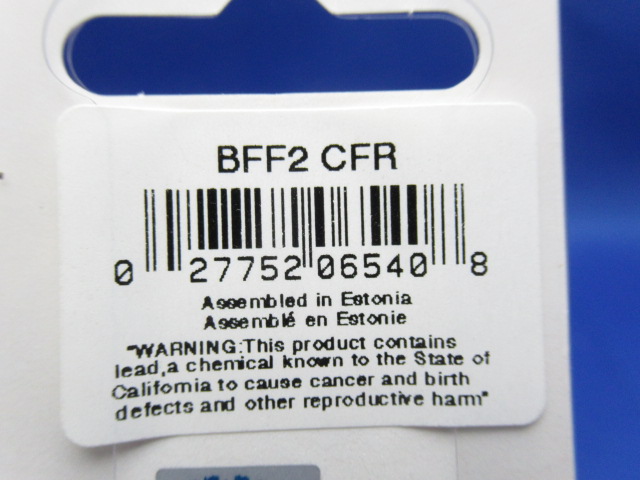 BFF2 CFR
0 27752 06540 8
Assembled in Estonia
Assemblé en Estonie
"WARNING:This product contains
lead,a chemical known to the State of
California to cause cancer and birth
defects and other reproductive harm"